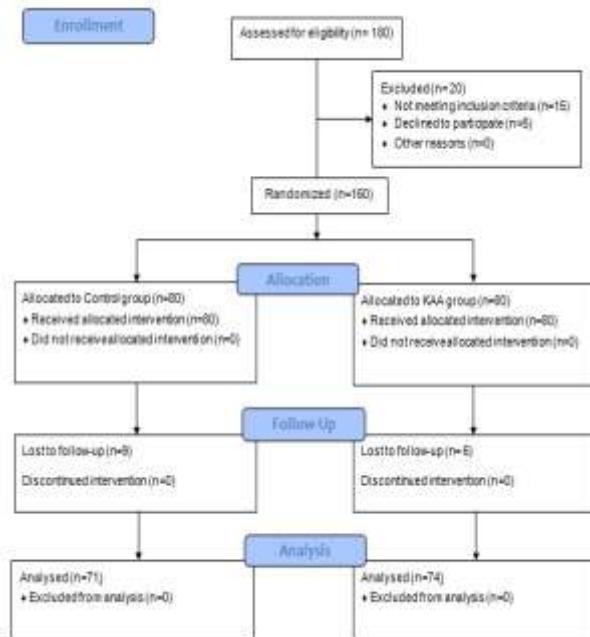 Enrollment
Assessed for eligibility (n= 180)
Excluded (n=20)
♦ Not meeting inclusion criteria (n=15)
♦ Declined to participate (n=5)
♦ Other reasons (n=0)
Randomized (n=160)
Allocation
Allocated to Control group (n=80)
♦ Received allocated intervention (n=80)
♦ Did not receive allocated intervention (n=0)
Allocated to KAA group (n=80)
♦ Received allocated intervention (n=80)
♦ Did not receive allocated intervention (n=0)
Follow Up
Lost to follow-up (n=9)
Discontinued intervention (n=0)
Lost to follow-up (n= 6)
Discontinued intervention (n=0)
Analysis
Analysed (n=71)
♦ Excluded from analysis (n=0)
Analysed (n=74)
♦ Excluded from analysis (n=0)